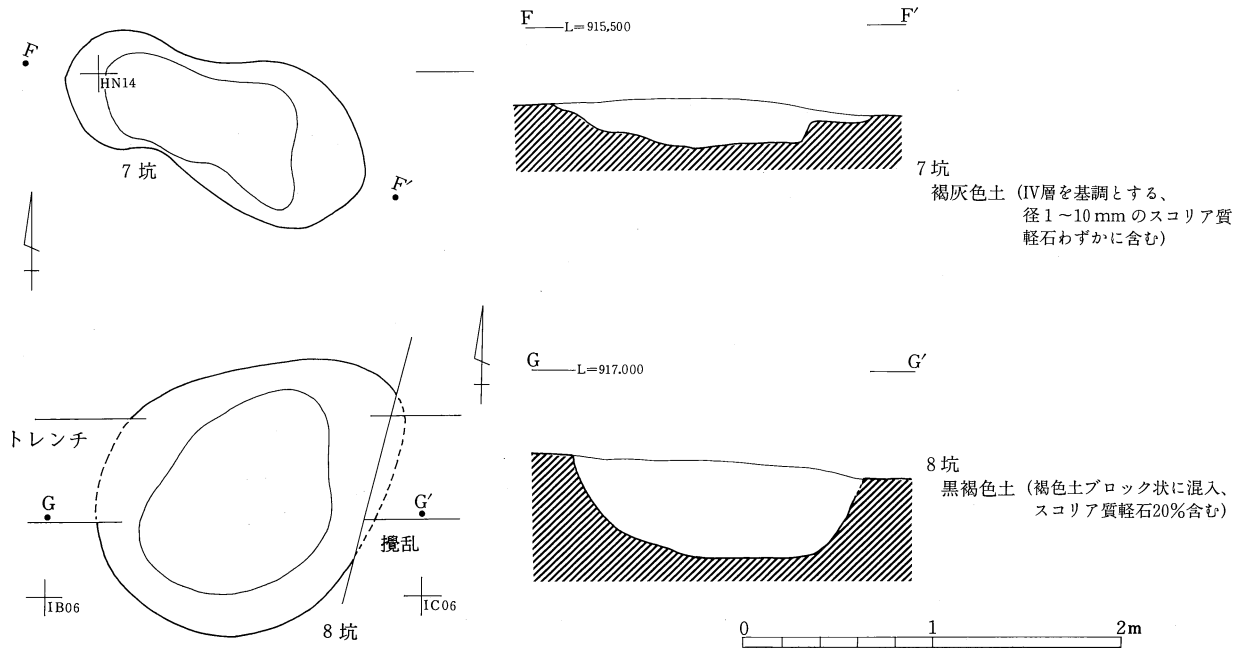 F
HN14
7坑
F′
F
L=915,500
F′
7坑
褐灰色土（IV層を基調とする、
径1～10mmのスコリア質
軽石わずかに含む）
トレンチ
G
G′
攪乱
IB06
IC06
8坑
G
L=917.000
G′
8坑
黒褐色土（褐色土ブロック状に混入、
スコリア質軽石20%含む）
0 1 2m